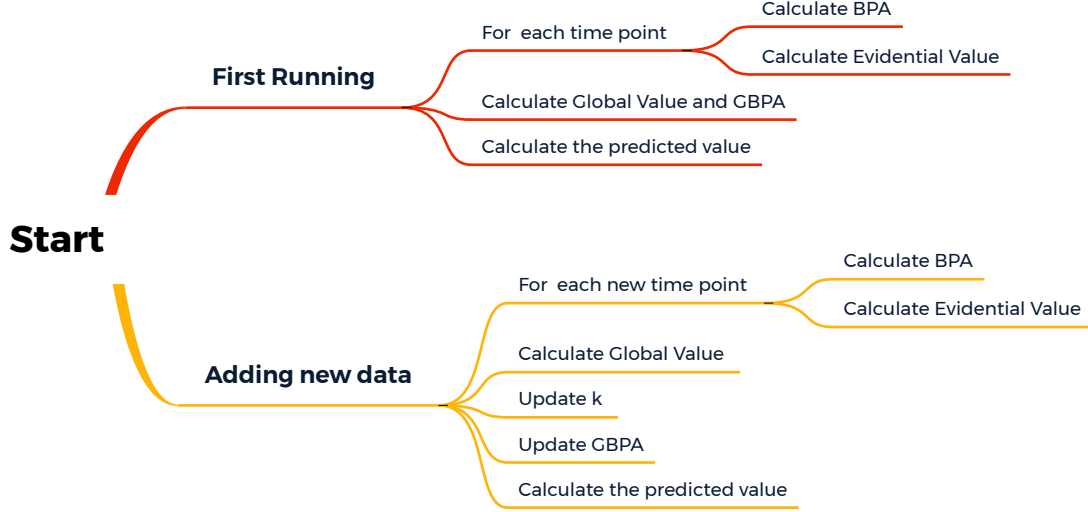 Start
First Running
For each time point
Calculate BPA
Calculate Evidential Value
Calculate Global Value and GBPA
Calculate the predicted value
Adding new data
For each new time point
Calculate BPA
Calculate Evidential Value
Calculate Global Value
Update k
Update GBPA
Calculate the predicted value